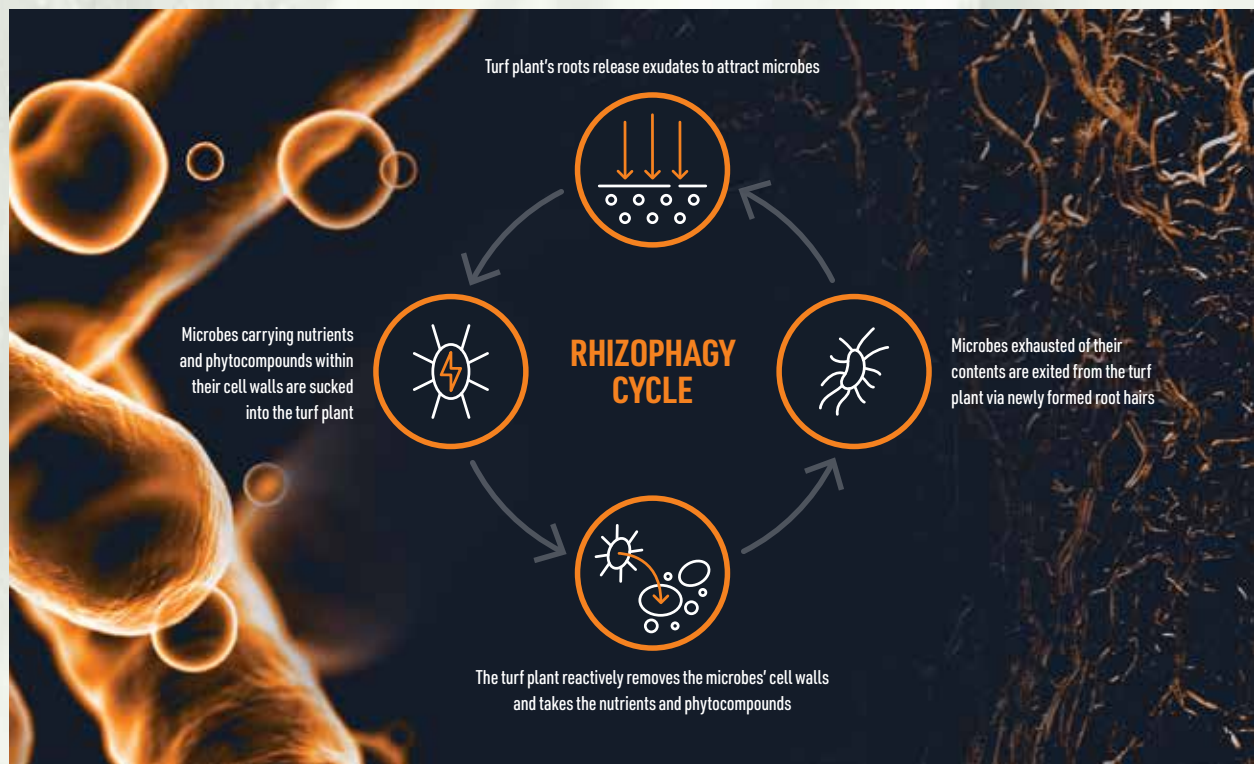 Turf plant's roots release exudates to attract microbes
Microbes carrying nutrients
and phytocompounds within
their cell walls are sucked
into the turf plant
RHIZOPHAGY
CYCLE
Microbes exhausted of their
contents are exited from the turf
plant via newly formed root hairs
The turf plant reactively removes the microbes' cell walls
and takes the nutrients and phytocompounds